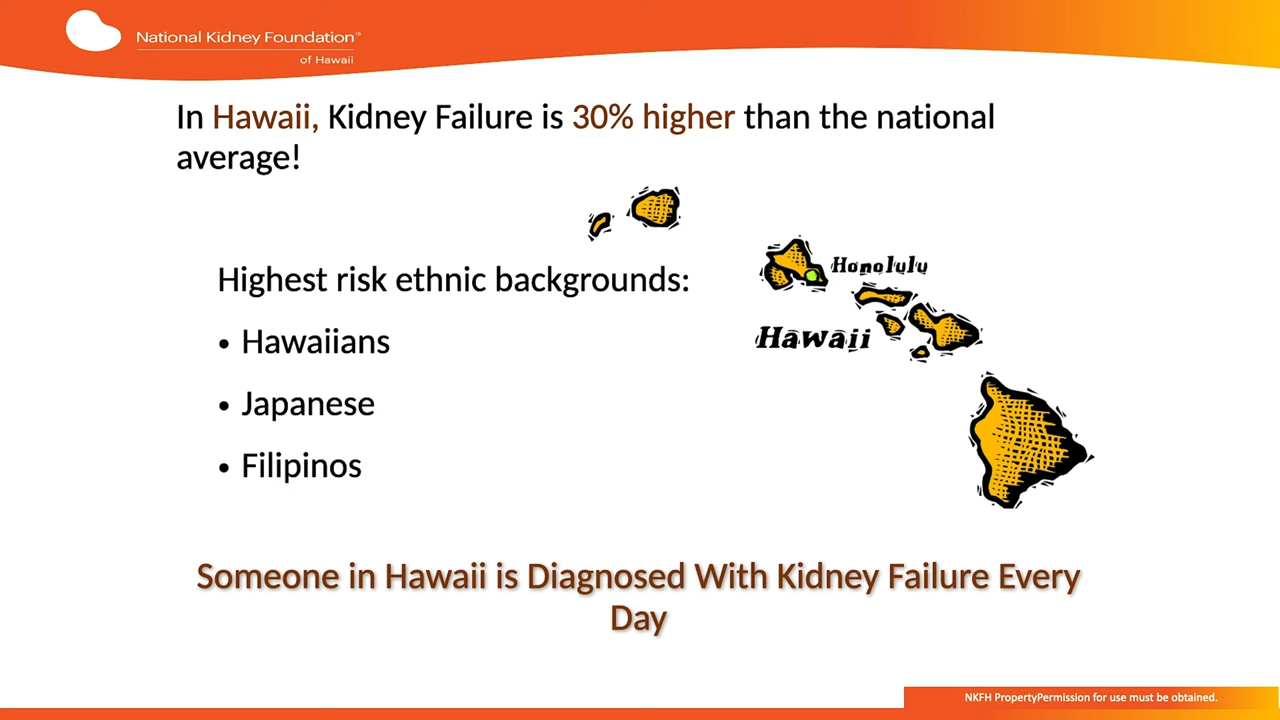 National Kidney Foundation®
of Hawaii
In Hawaii, Kidney Failure is 30% higher than the national
average!
Honolulu
Highest risk ethnic backgrounds:
Hawaii
• Hawaiians
• Japanese
• Filipinos
Someone in Hawaii is Diagnosed With Kidney Failure Every
Day
NKFH PropertyPermission for use must be obtained.